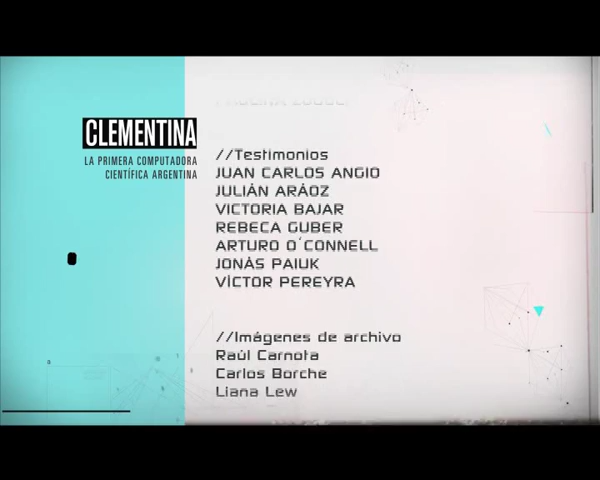 CLEMENTINA
LA PRIMERA COMPUTADORA
CIENTÍFICA ARGENTINA
//Testimonios
JUAN CARLOS ANGIO
JULIÁN ARÁOZ
VICTORIA BAJAR
REBECA GUBER
ARTURO O´CONNELL
JONÁS PAIUK
VÍCTOR PEREYRA
//Imágenes de archivo
Raúl Carnota
Carlos Borche
Liana Lew